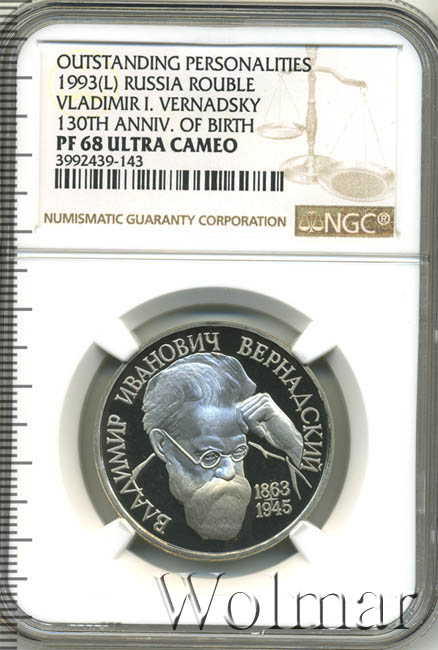 OUTSTANDING PERSONALITIES
1993(L) RUSSIA ROUBLE
VLADIMIR I. VERNADSKY
130TH ANNIV. OF BIRTH
PF 68 ULTRA CAMEO
3992439-143
NUMISMATIC GUARANTY CORPORATION
NGC®
ВЛАДИМИР ИВАНОВИЧ ВЕРНАДСКИЙ
1863
1945
Wolmar